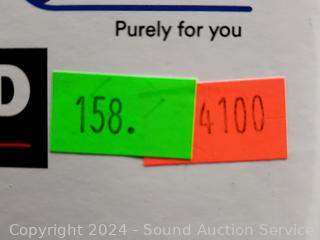 Purely for you
D
158.
4100
Copyright 2024 - Sound Auction Service